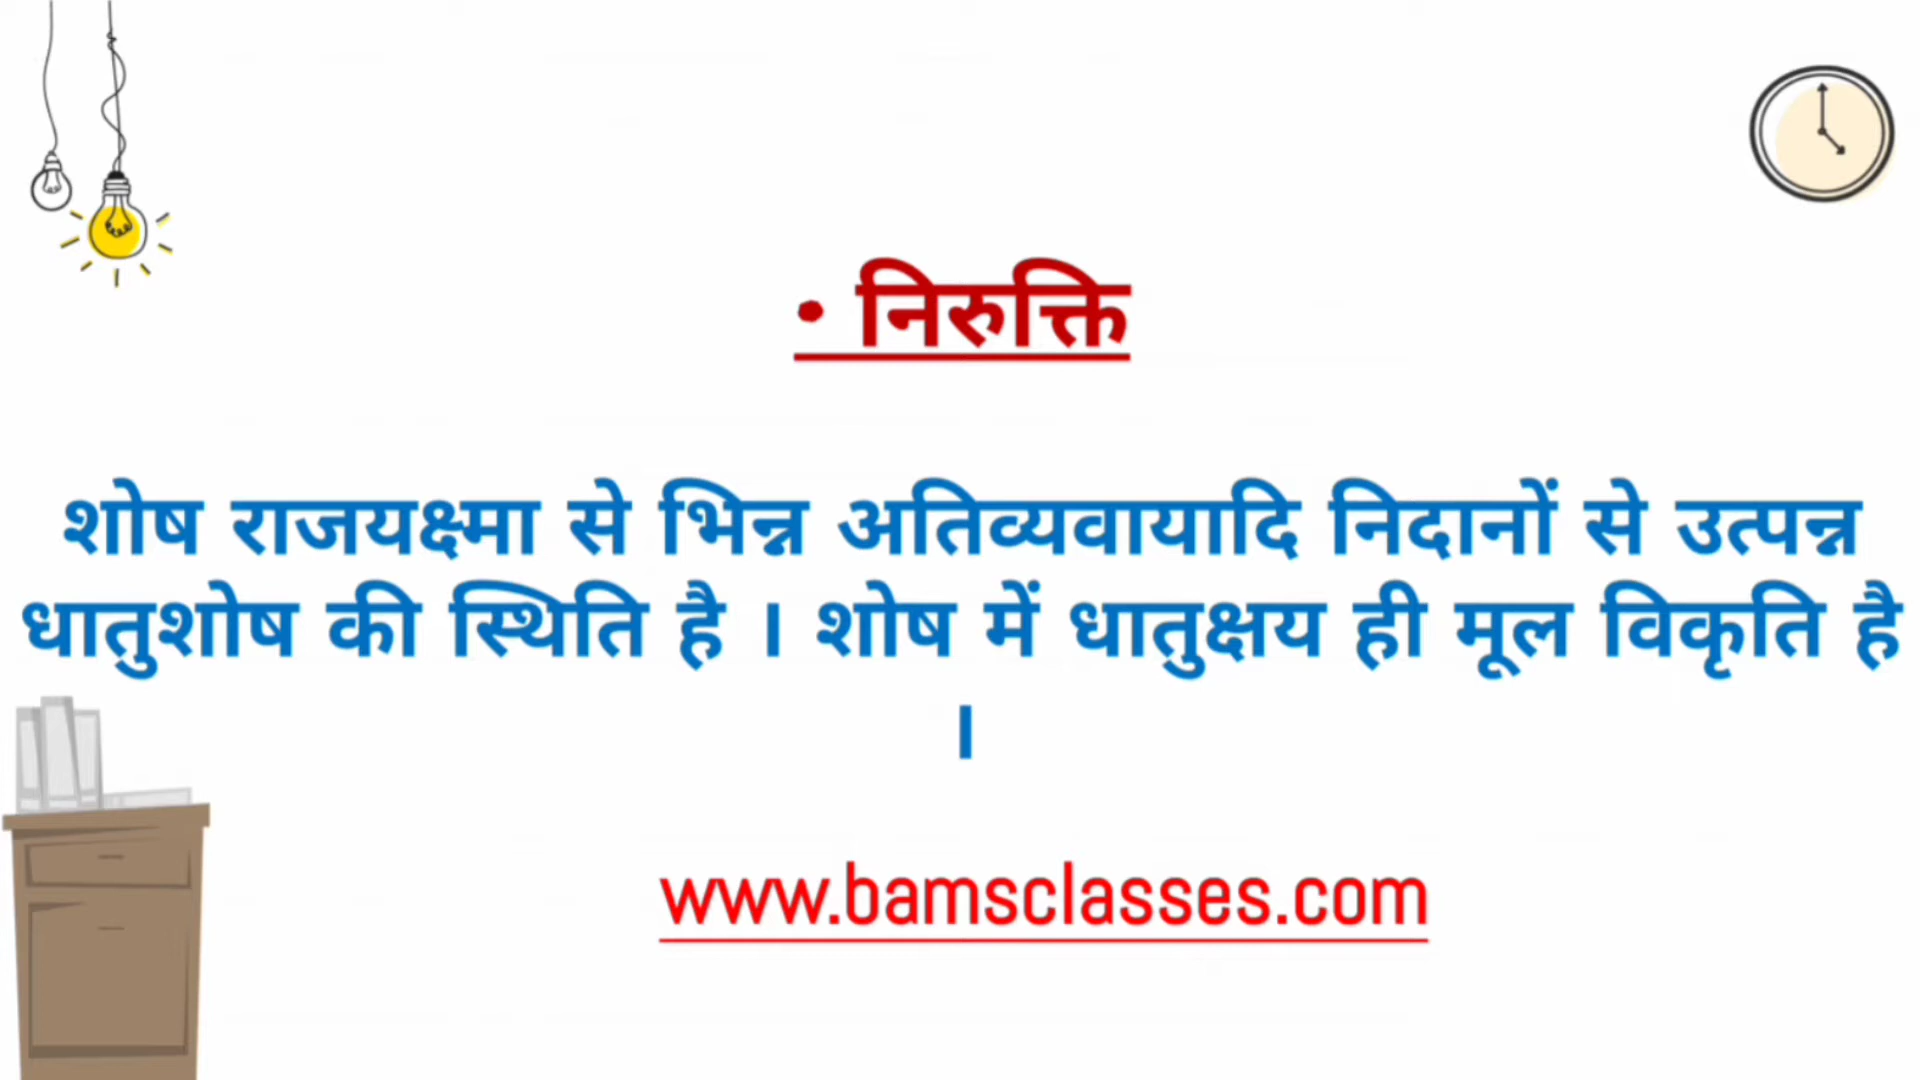 • निरुक्ति
शोष राजयक्ष्मा से भिन्न अतिव्यवायादि निदानों से उत्पन्न
धातुशोष की स्थिति है । शोष में धातुक्षय ही मूल विकृति है
।
www.bamsclasses.com